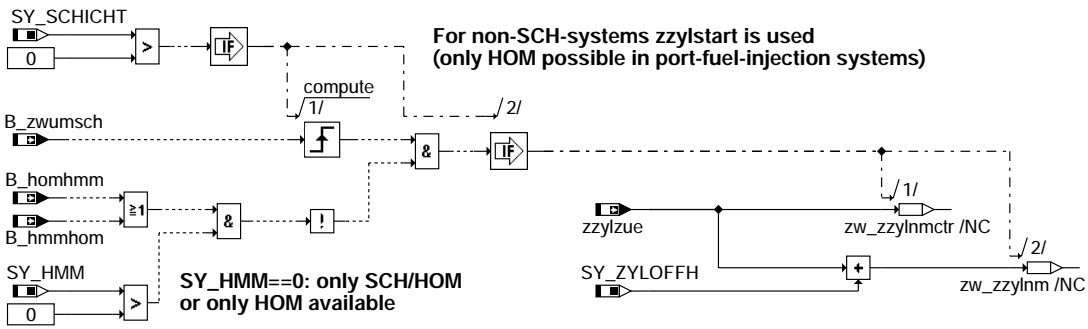 SY_SCHICHT
0
>
IF
For non-SCH-systems zzylstart is used
(only HOM possible in port-fuel-injection systems)
compute
1/
2/
B_zwumsch
&
IF
B_homhmm
≧1
&
!
B_hmmhom
1/
zzylzue
zw_zzylnmctr /NC
SY_HMM
0
>
SY_HMM==0: only SCH/HOM
or only HOM available
SY_ZYLOFFH
+
2/
zw_zzylnm /NC